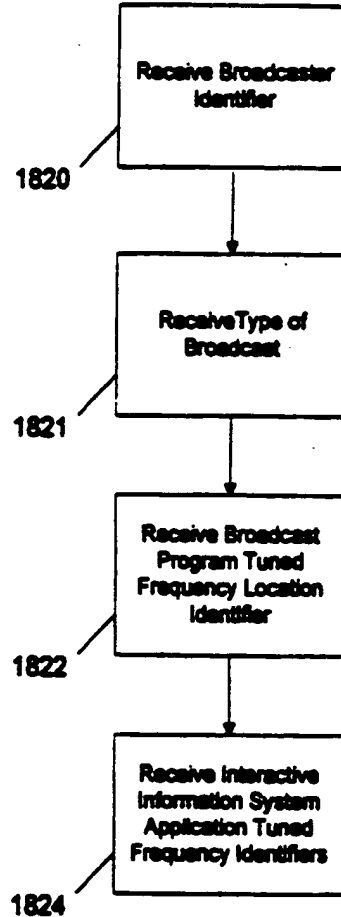 Receive Broadcaster
Identifier
1820
ReceiveType of
Broadcast
1821
Receive Broadcast
Program Tuned
Frequency Location
Identifier
1822
Receive Interactive
Information System
Application Tuned
Frequency Identifiers
1824